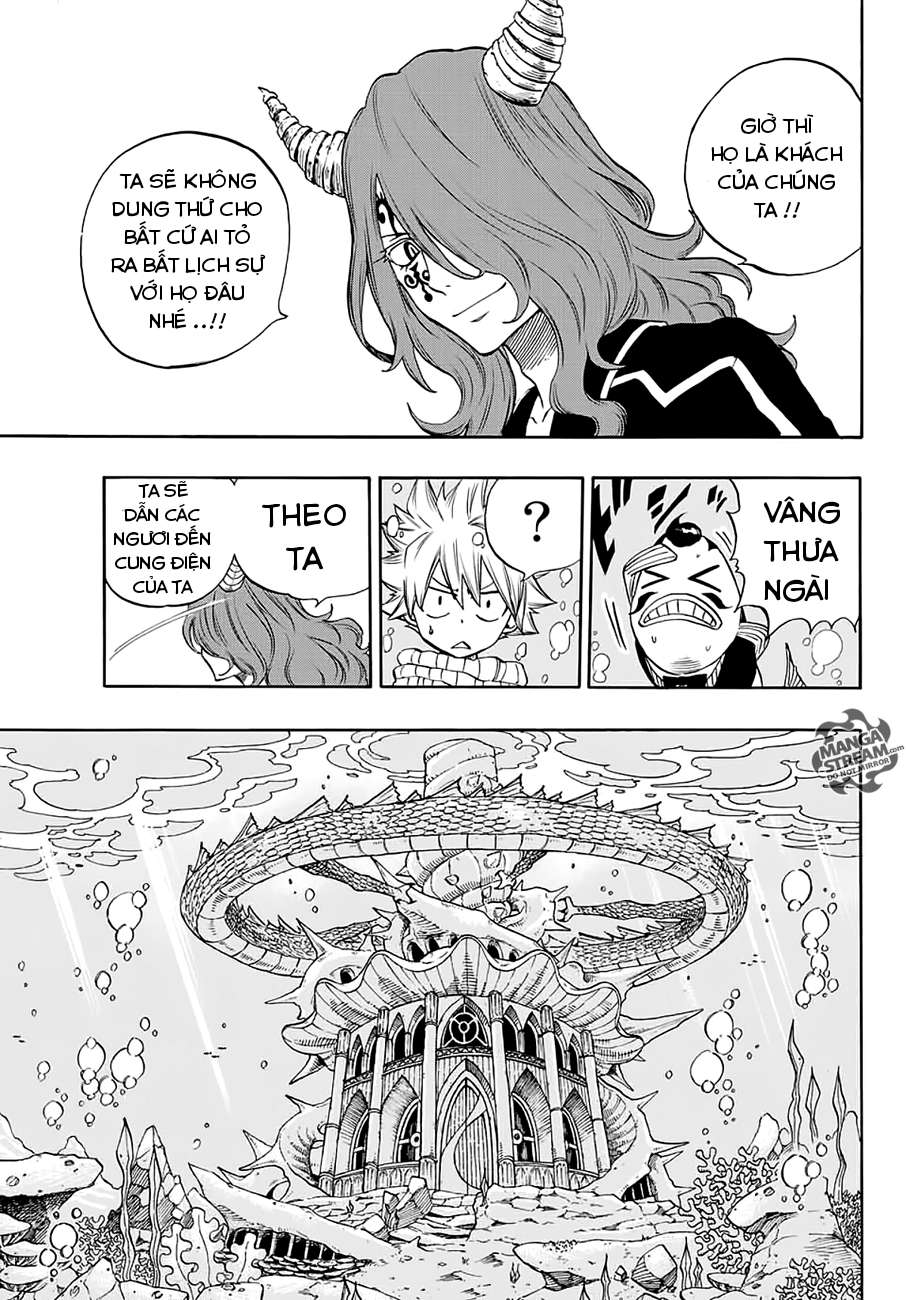 GIỜ THÌ
HỌ LÀ KHÁCH
CỦA CHÚNG
TA !!
TA SẼ KHÔNG
DUNG THỨ CHO
BẤT CỨ AI TỎ
RA BẤT LỊCH SỰ
VỚI HỌ ĐÂU
NHÉ ..!!
VÂNG
THƯA
NGÀI
?
THEO
TA
TA SẼ
DẪN CÁC
NGƯƠI ĐẾN
CUNG ĐIỆN
CỦA TA
MANGA
STREAM.com
DO NOT MIRROR!